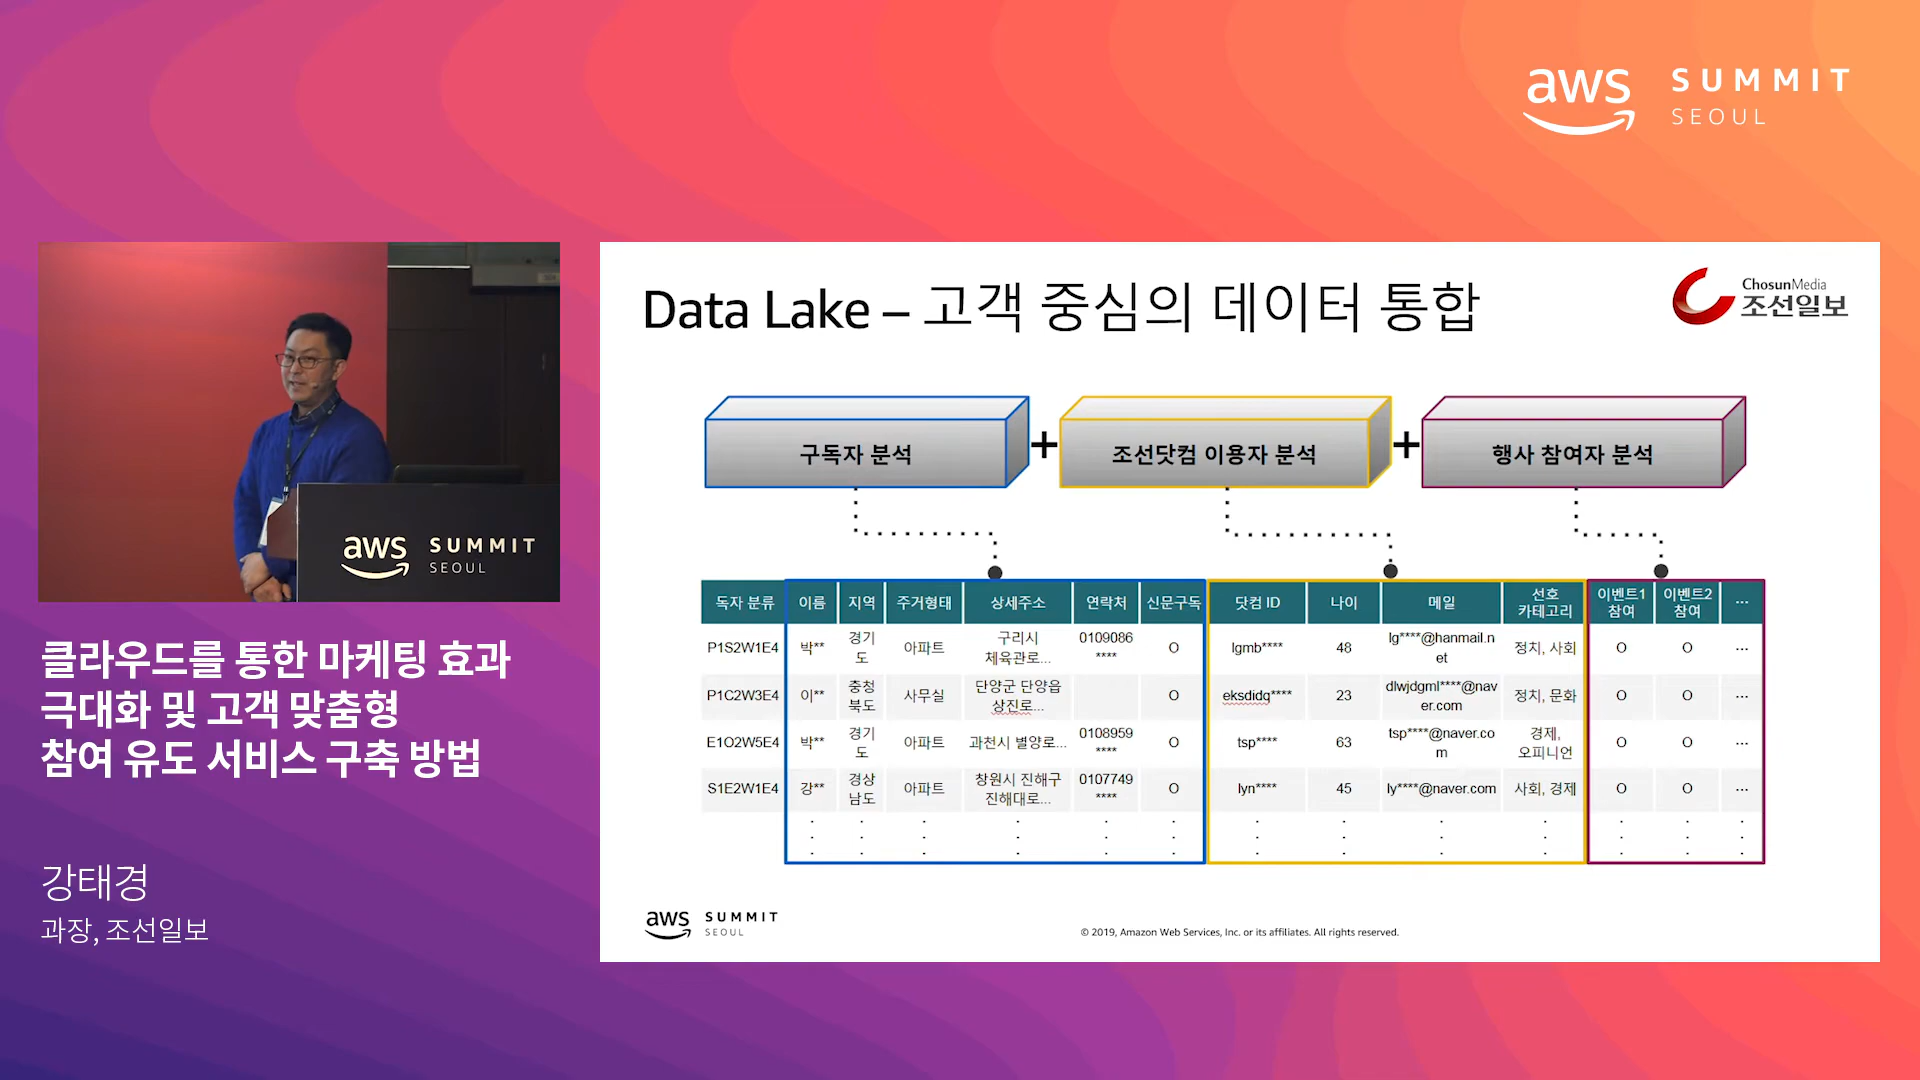 aws SUMMIT
SEOUL
aws SUMMIT
SEOUL
클라우드를 통한 마케팅 효과
극대화 및 고객 맞춤형
참여 유도 서비스 구축 방법
강태경
과장, 조선일보
Data Lake – 고객 중심의 데이터 통합
ChosunMedia
조선일보
구독자 분석 + 조선닷컴 이용자 분석 + 행사 참여자 분석
독자 분류 이름 지역 주거형태 상세주소 연락처 신문구독 닷컴 ID 나이 메일 선호 카테고리 이벤트1 참여 이벤트2 참여 ...
P1S2W1E4 박** 경기도 아파트 구리시 체육관로... 0109086**** O lgmb**** 48 lg****@hanmail.net 정치, 사회 O O ...
P1C2W3E4 이** 충청북도 사무실 단양군 단양읍 상진로... O eksdidq**** 23 dlwjdgml****@naver.com 정치, 문화 O O ...
E1O2W5E4 박** 경기도 아파트 과천시 별양로... 0108959**** O tsp**** 63 tsp****@naver.com 경제, 오피니언 O O ...
S1E2W1E4 강** 경상남도 아파트 창원시 진해구 진해대로... 0107749**** O lyn**** 45 ly****@naver.com 사회, 경제 O O ...
aws SUMMIT
SEOUL
© 2019, Amazon Web Services, Inc. or its affiliates. All rights reserved.